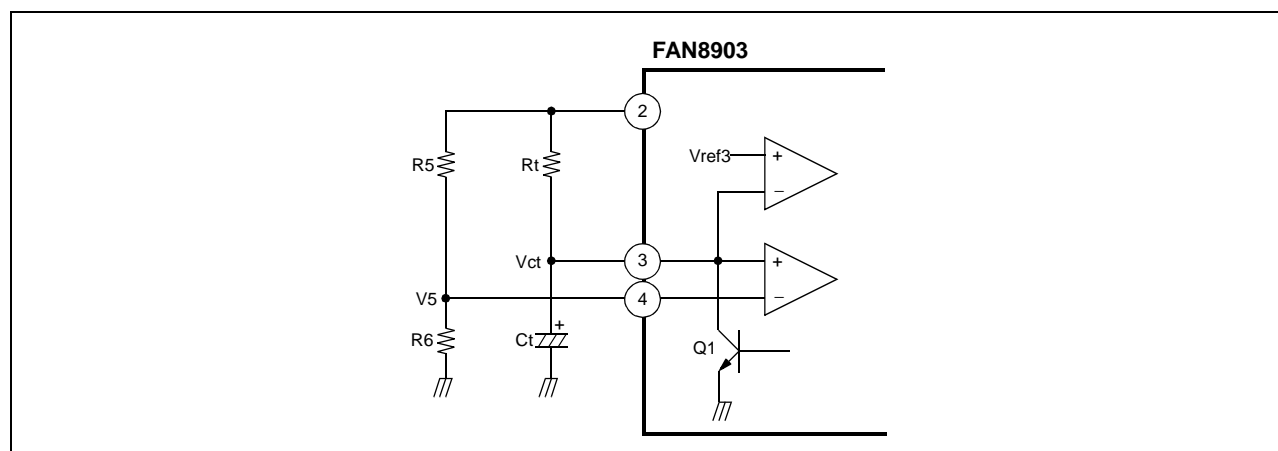 FAN8903
2
R5
Rt
Vref3
+
−
Vct
3
+
V5
4
−
R6
Ct
+
Q1